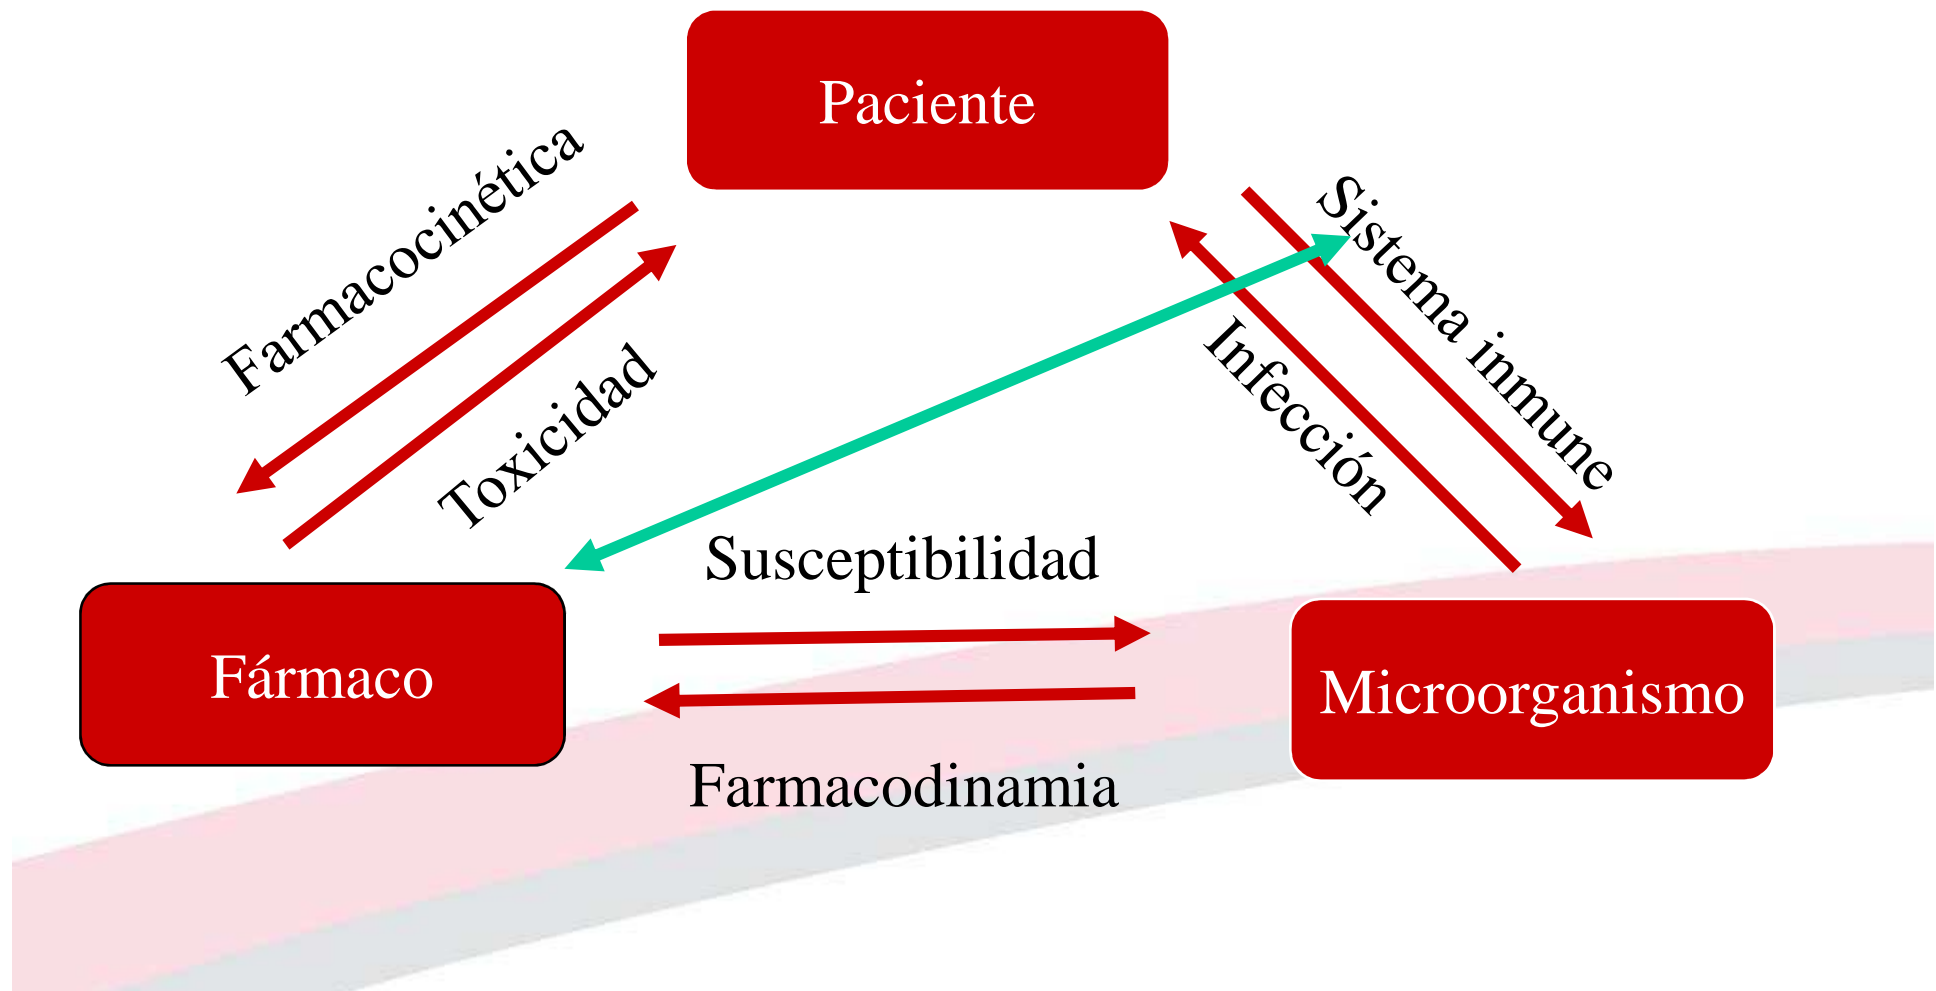 Paciente
Farmacocinética
Sistema inmune
Toxicidad
Infección
Susceptibilidad
Fármaco
Microorganismo
Farmacodinamia